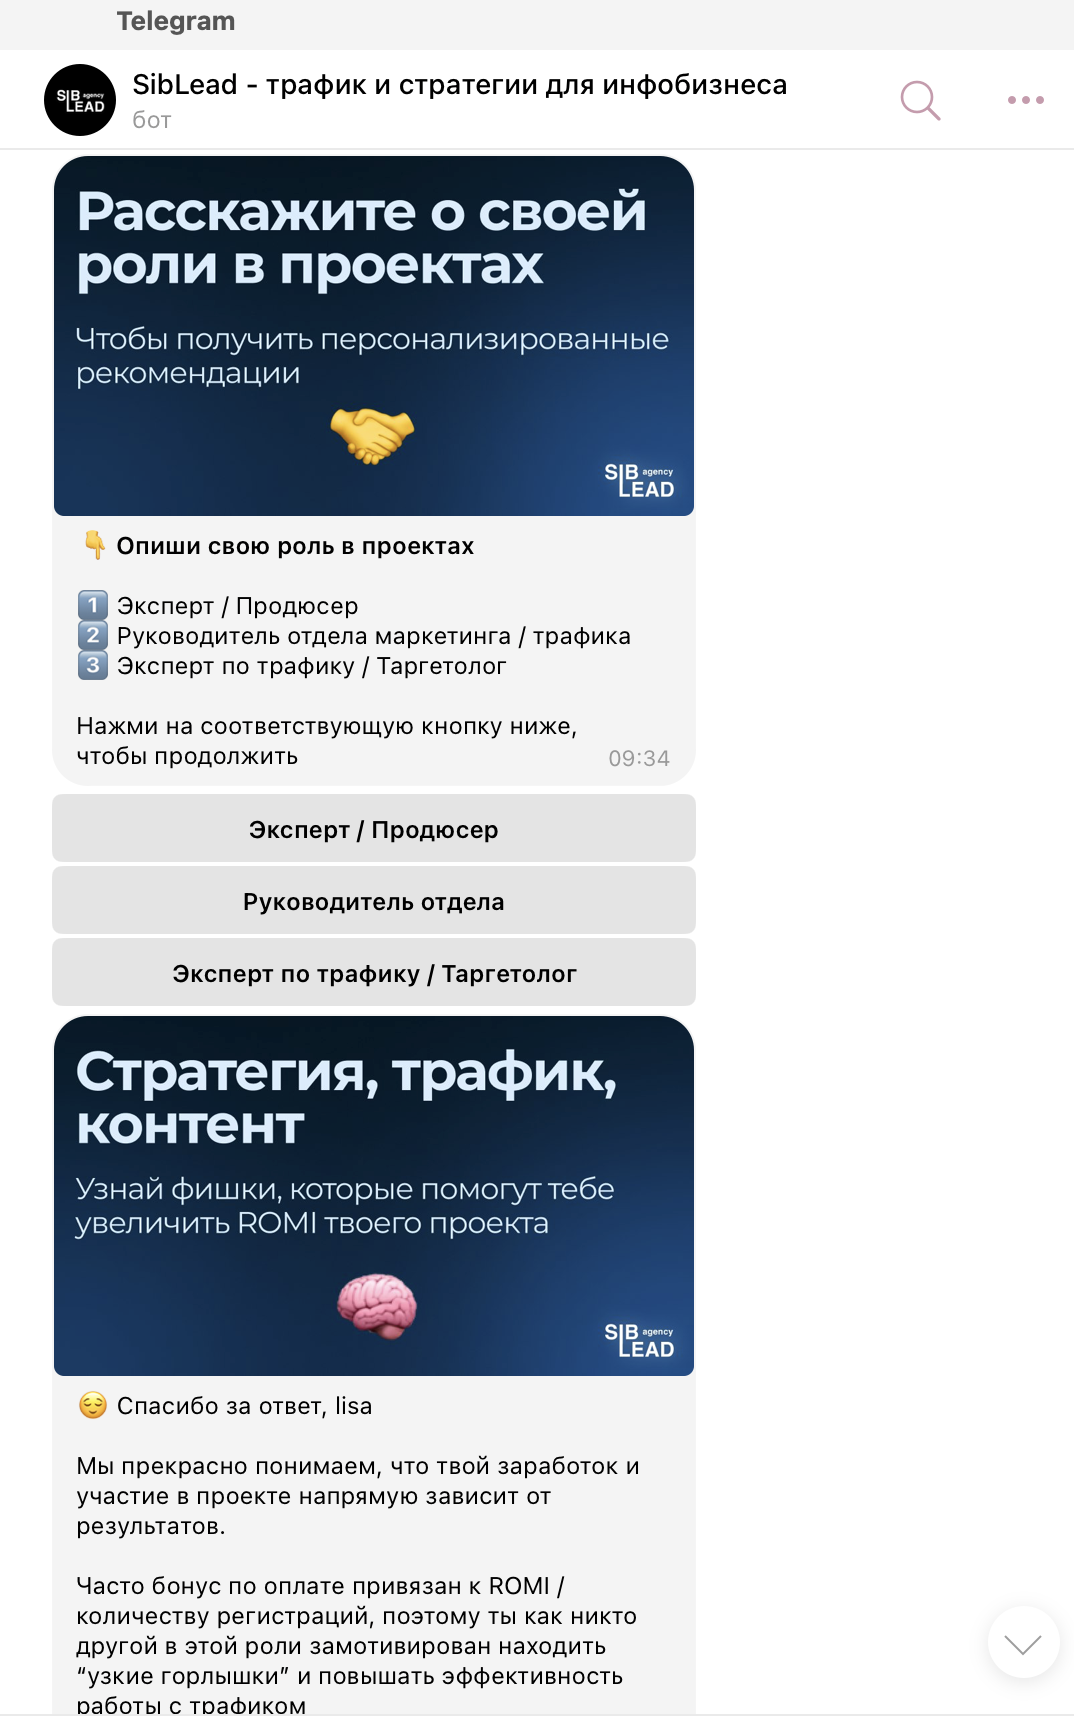 Telegram
SIB agency
LEAD
SibLead - трафик и стратегии для инфобизнеса
бот
Расскажите о своей
роли в проектах
Чтобы получить персонализированные
рекомендации
SIB agency
LEAD
👇 Опиши свою роль в проектах
1️⃣ Эксперт / Продюсер
2️⃣ Руководитель отдела маркетинга / трафика
3️⃣ Эксперт по трафику / Таргетолог
Нажми на соответствующую кнопку ниже,
чтобы продолжить
09:34
Эксперт / Продюсер
Руководитель отдела
Эксперт по трафику / Таргетолог
Стратегия, трафик,
контент
Узнай фишки, которые помогут тебе
увеличить ROMI твоего проекта
SIB agency
LEAD
😌 Спасибо за ответ, lisa
Мы прекрасно понимаем, что твой заработок и
участие в проекте напрямую зависит от
результатов.
Часто бонус по оплате привязан к ROMI /
количеству регистраций, поэтому ты как никто
другой в этой роли замотивирован находить
“узкие горлышки” и повышать эффективность
работы с трафиком